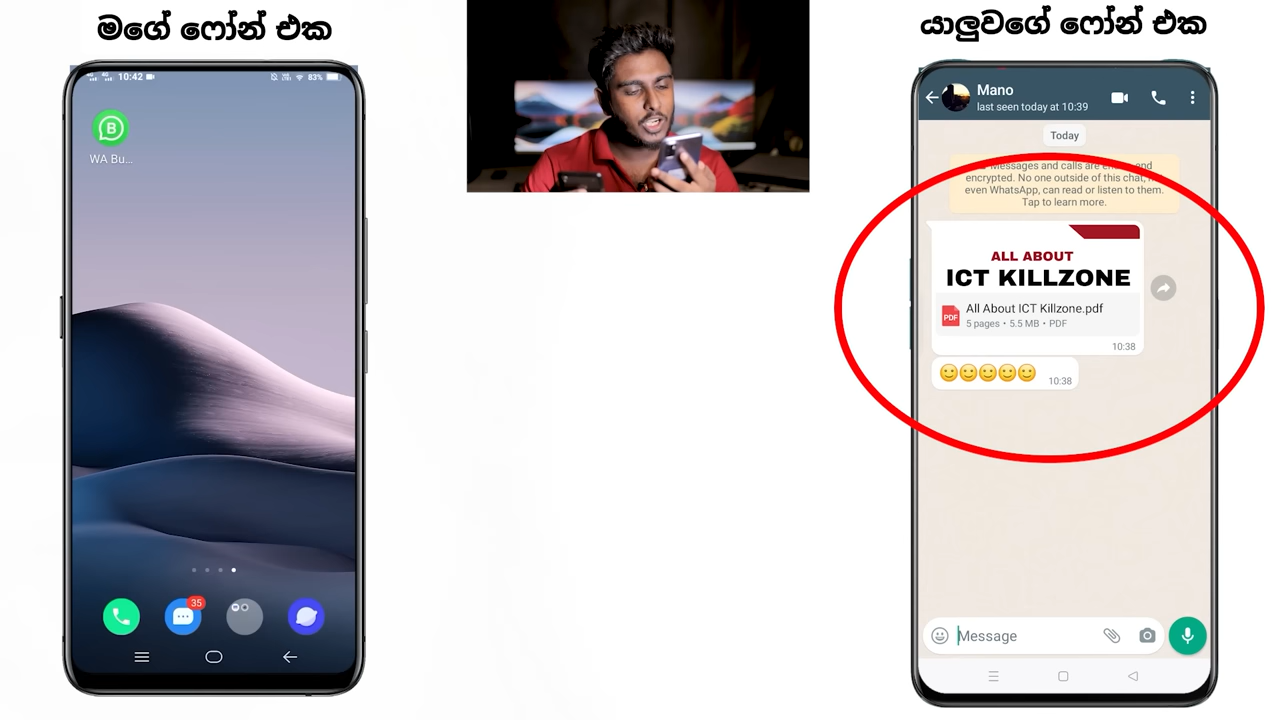 මගේ ෆෝන් එක
යාලුවගේ ෆෝන් එක
10:42
83%
WA Bu...
35
Mano
last seen today at 10:39
Today
Messages and calls are end
encrypted. No one outside of this chat,
even WhatsApp, can read or listen to them.
Tap to learn more.
ALL ABOUT
ICT KILLZONE
PDF
All About ICT Killzone.pdf
5 pages • 5.5 MB • PDF
10:38
🙂🙂🙂🙂🙂 10:38
Message